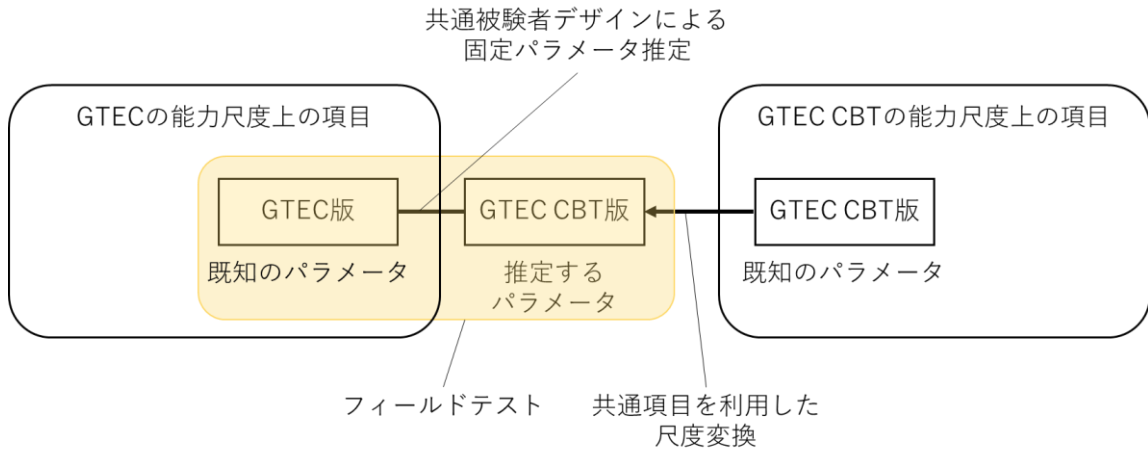 共通被験者デザインによる
固定パラメータ推定
GTECの能力尺度上の項目
GTEC CBTの能力尺度上の項目
GTEC版
GTEC CBT版
GTEC CBT版
既知のパラメータ
推定する
パラメータ
既知のパラメータ
フィールドテスト
共通項目を利用した
尺度変換